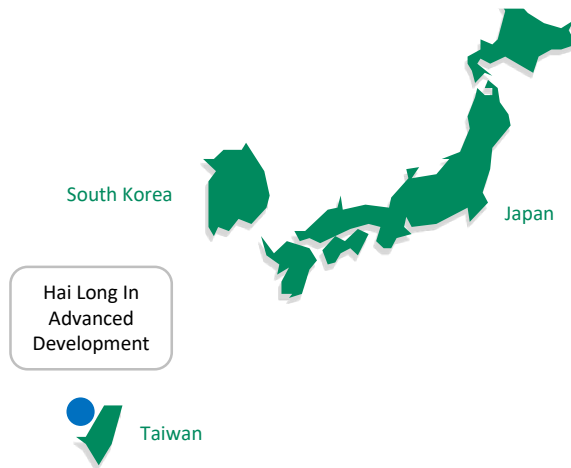 South Korea
Japan
Hai Long In
Advanced
Development
Taiwan